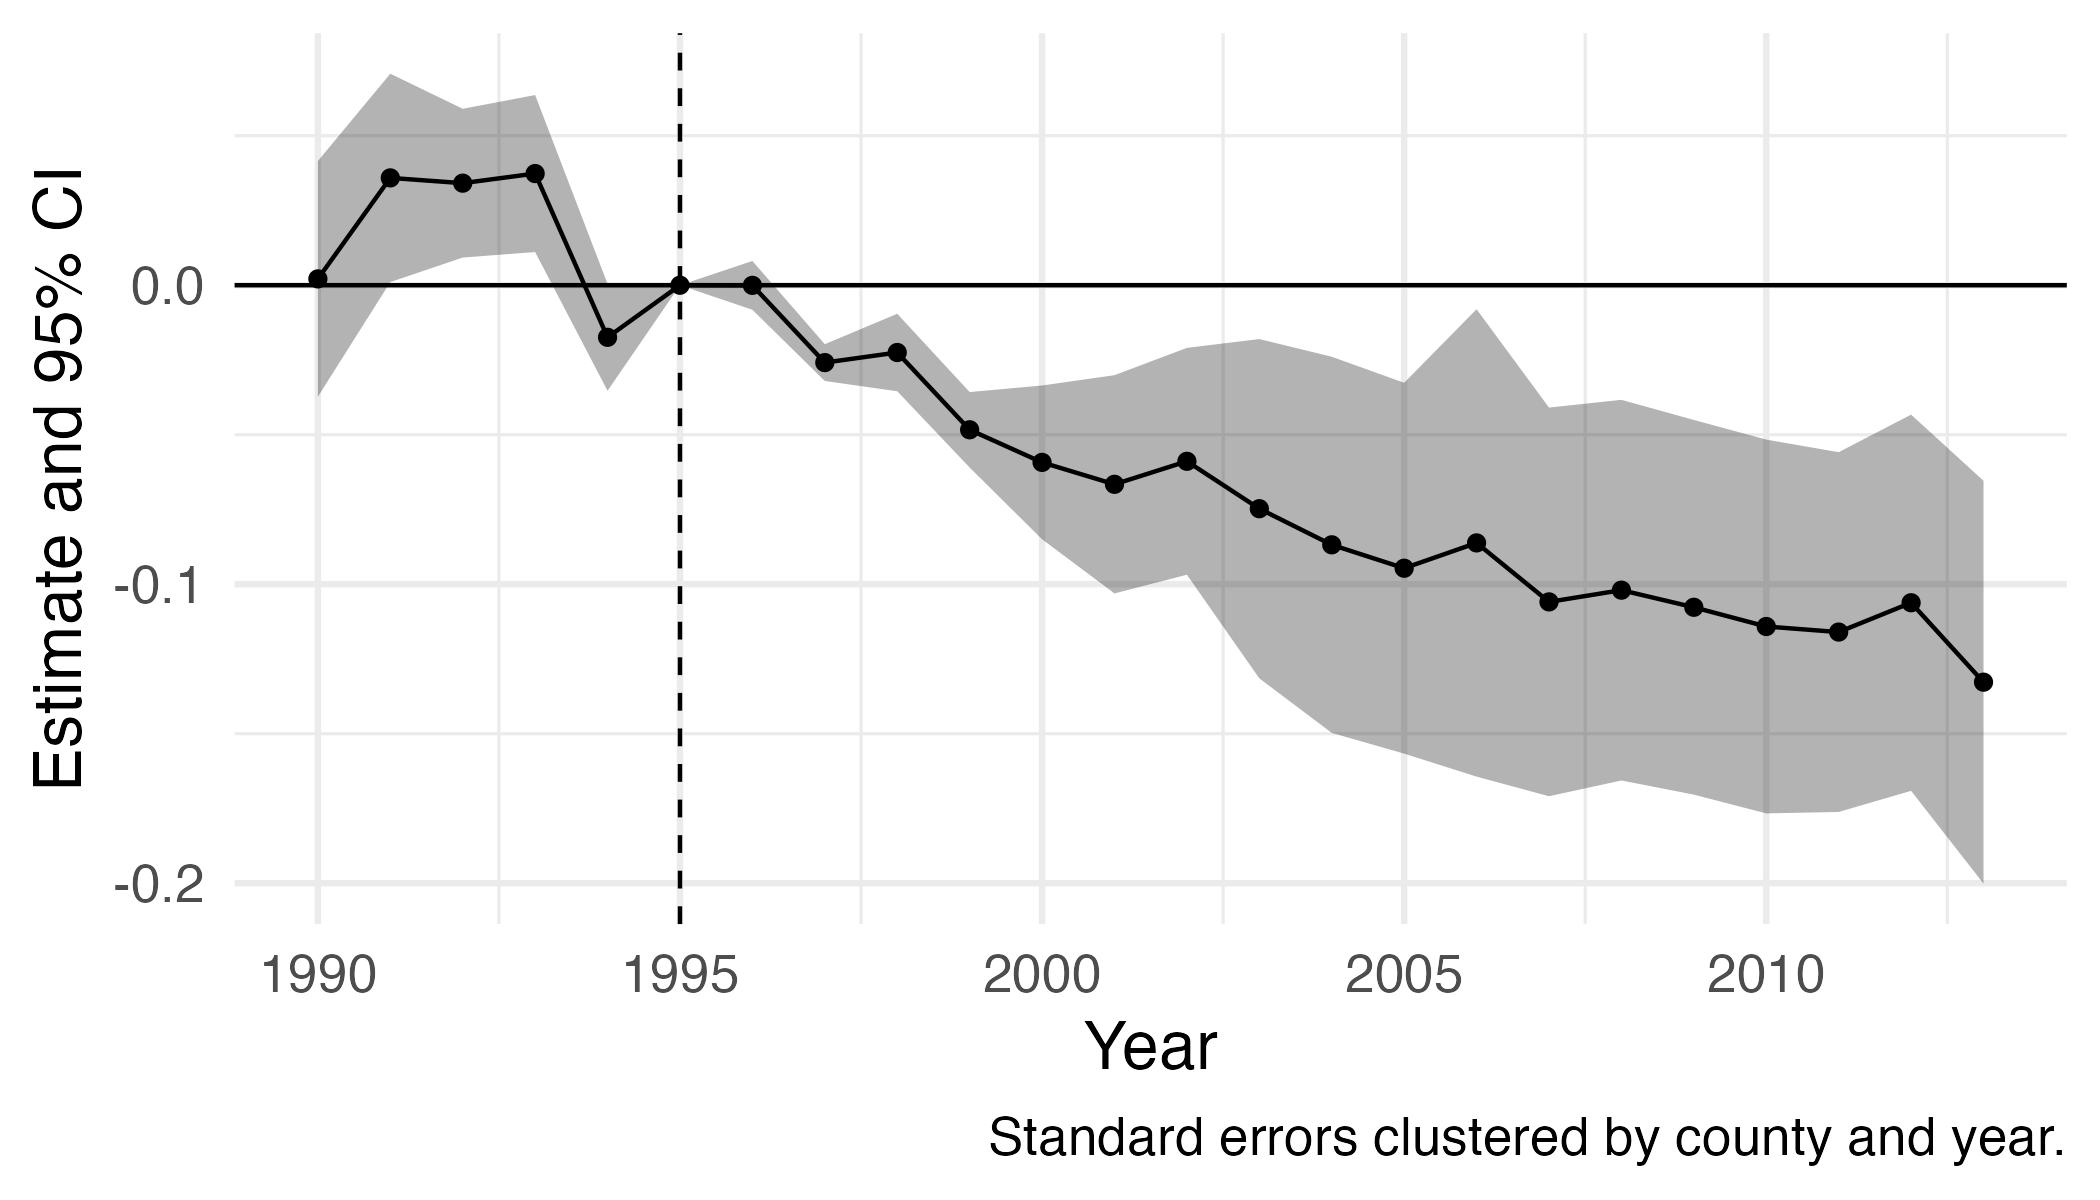 Estimate and 95% CI
0.0
-0.1
-0.2
1990 1995 2000 2005 2010
Year
Standard errors clustered by county and year.